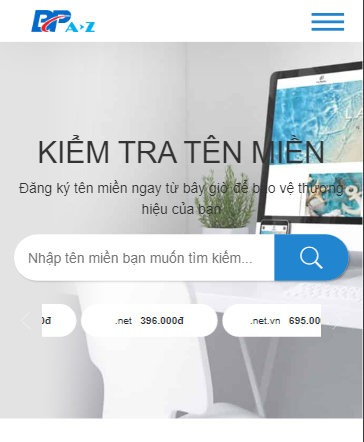 DPA-Z
KIỂM TRA TÊN MIỀN
Đăng ký tên miền ngay từ bây giờ để bảo vệ thương
hiệu của bạn
Nhập tên miền bạn muốn tìm kiếm...
0đ .net 396.000đ .net.vn 695.00